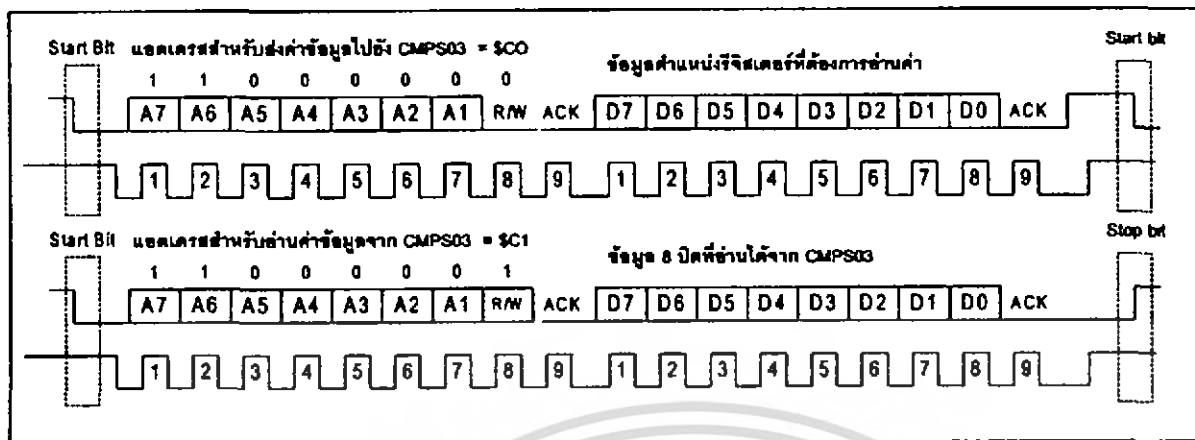 Start Bit แอดเดรสสำหรับส่งค่าข้อมูลไปยัง CMPS03 = $C0 Start bit
1 1 0 0 0 0 0 0 ข้อมูลตำแหน่งรีจิสเตอร์ที่ต้องการอ่านค่า
A7 A6 A5 A4 A3 A2 A1 R/W ACK D7 D6 D5 D4 D3 D2 D1 D0 ACK
1 2 3 4 5 6 7 8 9 1 2 3 4 5 6 7 8 9
Start Bit แอดเดรสสำหรับอ่านค่าข้อมูลจาก CMPS03 = $C1 Stop bit
1 1 0 0 0 0 0 1 ข้อมูล 8 บิตที่อ่านได้จาก CMPS03
A7 A6 A5 A4 A3 A2 A1 R/W ACK D7 D6 D5 D4 D3 D2 D1 D0 ACK
1 2 3 4 5 6 7 8 9 1 2 3 4 5 6 7 8 9